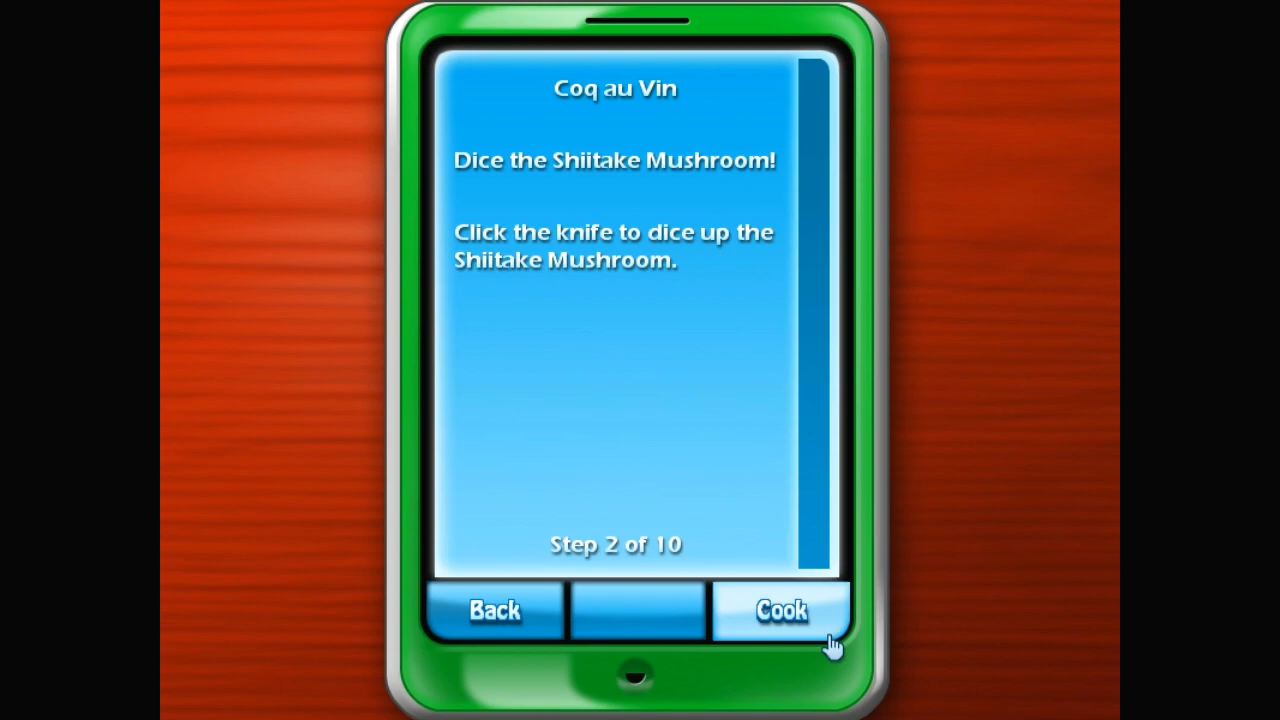 Coq au Vin
Dice the Shiitake Mushroom!
Click the knife to dice up the
Shiitake Mushroom.
Step 2 of 10
Back
Cook